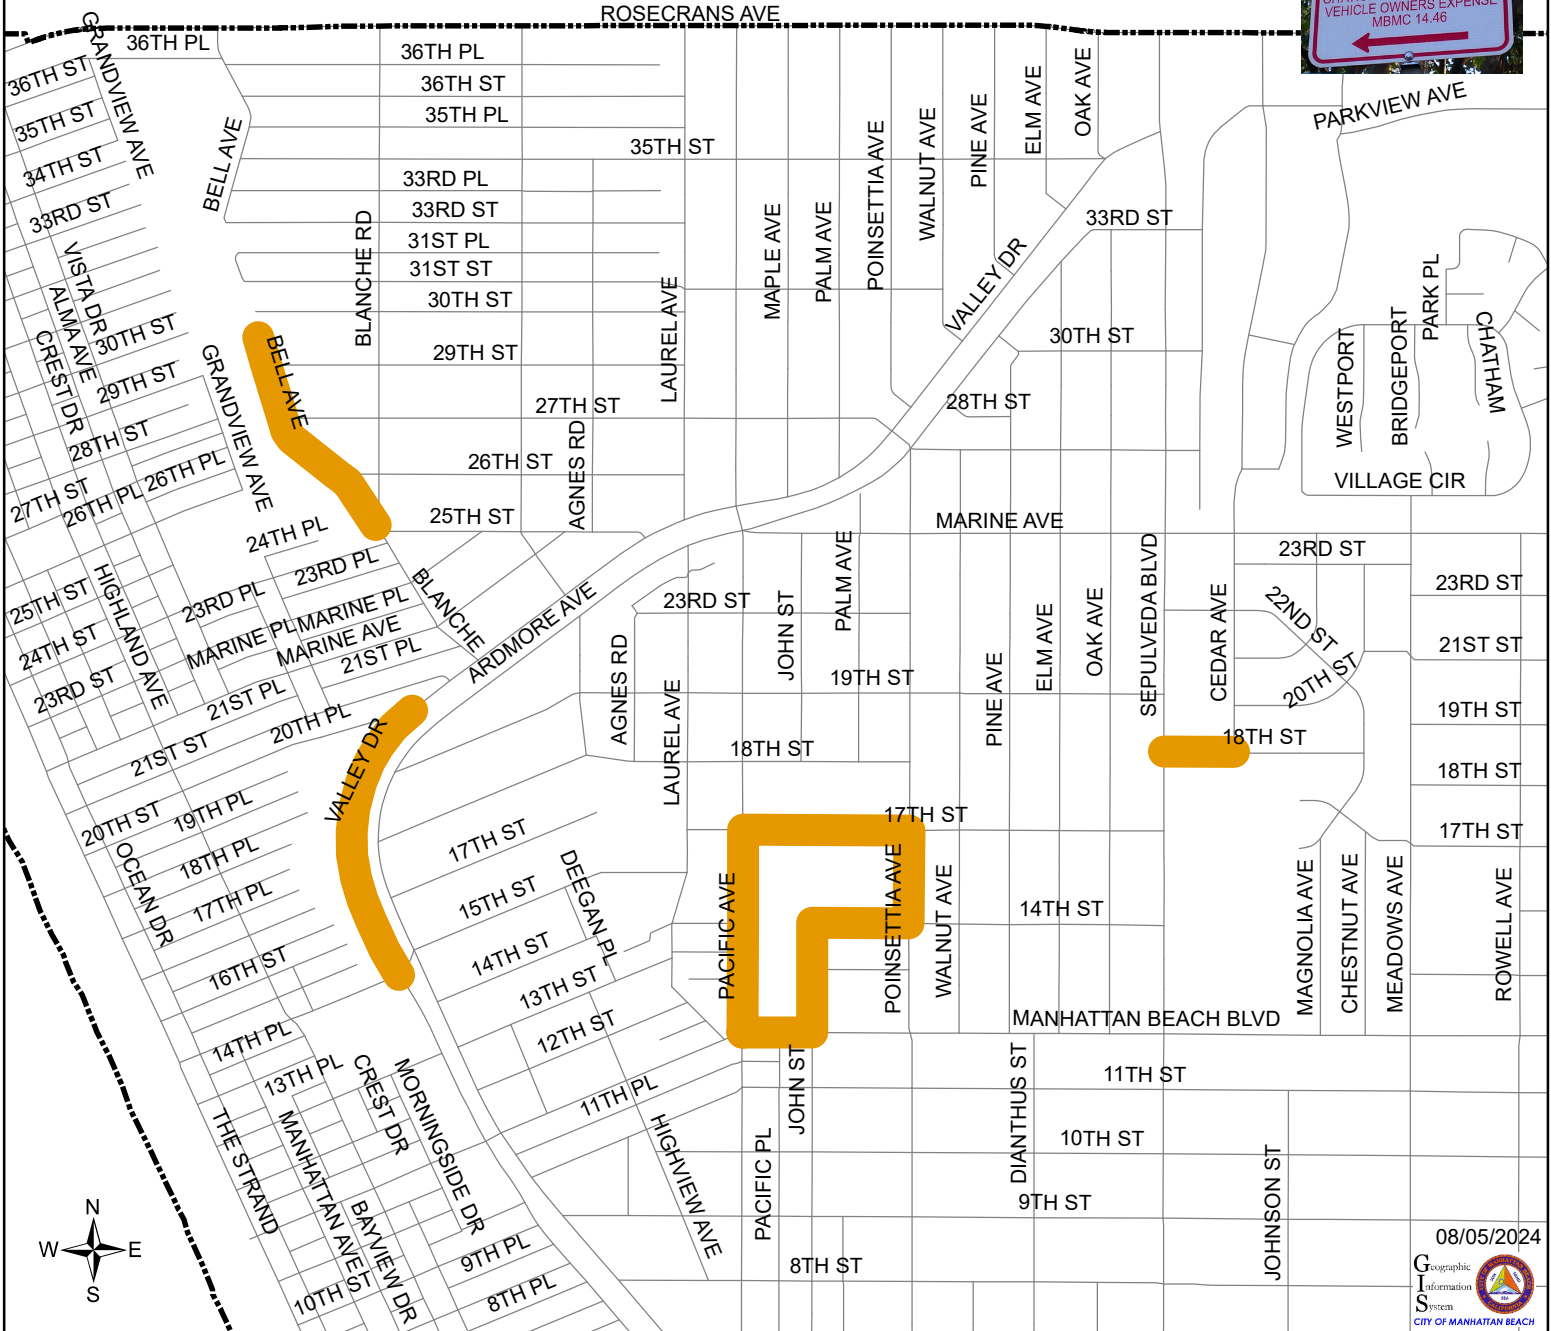 ROSECRANS AVE
VEHICLE OWNERS EXPENSE
MBMC 14.46
36TH PL
36TH PL
GRANDVIEW AVE
36TH ST
36TH ST
35TH ST
35TH PL
34TH ST
BELL AVE
35TH ST
33RD PL
33RD ST
33RD ST
31ST PL
31ST ST
30TH ST
29TH ST
BLANCHE RD
LAUREL AVE
MAPLE AVE
PALM AVE
POINSETTIA AVE
WALNUT AVE
PINE AVE
ELM AVE
OAK AVE
PARKVIEW AVE
33RD ST
VALLEY DR
30TH ST
28TH ST
PARK PL
WESTPORT
BRIDGEPORT
CHATHAM
VILLAGE CIR
VISTA DR
ALMA AVE
CREST DR
30TH ST
29TH ST
28TH ST
27TH ST
26TH PL
26TH PL
GRANDVIEW AVE
BELL AVE
27TH ST
26TH ST
AGNES RD
25TH ST
MARINE AVE
24TH PL
23RD PL
23RD PL
MARINE PL
MARINE PL
MARINE AVE
21ST PL
21ST PL
25TH ST
24TH ST
23RD ST
HIGHLAND AVE
BLANCHE
ARDMORE AVE
23RD ST
AGNES RD
LAUREL AVE
JOHN ST
PALM AVE
19TH ST
18TH ST
PINE AVE
ELM AVE
OAK AVE
SEPULVEDA BLVD
CEDAR AVE
23RD ST
22ND ST
20TH ST
18TH ST
23RD ST
21ST ST
19TH ST
18TH ST
17TH ST
21ST ST
20TH PL
VALLEY DR
20TH ST
19TH PL
18TH PL
17TH PL
OCEAN DR
16TH ST
17TH ST
15TH ST
14TH ST
13TH ST
12TH ST
11TH PL
DEEGAN PL
17TH ST
PACIFIC AVE
POINSETTIA AVE
WALNUT AVE
14TH ST
MAGNOLIA AVE
CHESTNUT AVE
MEADOWS AVE
ROWELL AVE
MANHATTAN BEACH BLVD
14TH PL
13TH PL
CREST DR
MORNINGSIDE DR
THE STRAND
MANHATTAN AVE
BAYVIEW DR
10TH ST
9TH PL
8TH PL
HIGHVIEW AVE
PACIFIC PL
JOHN ST
DIANTHUS ST
11TH ST
10TH ST
9TH ST
8TH ST
JOHNSON ST
N
W E
S
08/05/2024
Geographic
Information
System
CITY OF MANHATTAN BEACH